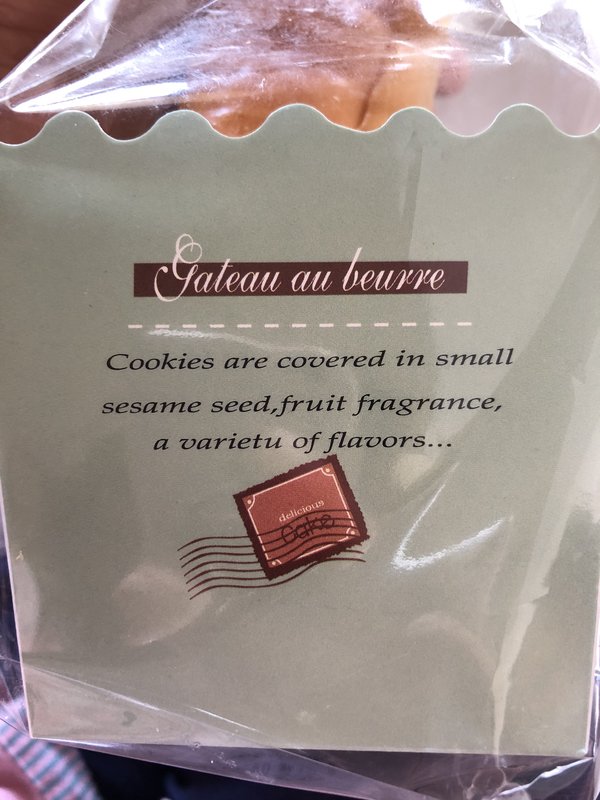 Gateau au beurre
Cookies are covered in small
sesame seed,fruit fragrance,
a varietu of flavors...
delicious
Cake